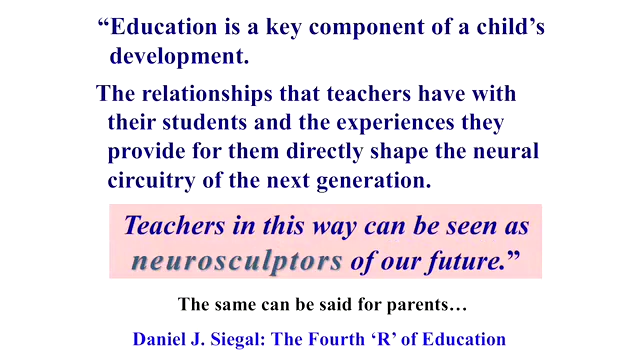 “Education is a key component of a child’s
development.
The relationships that teachers have with
their students and the experiences they
provide for them directly shape the neural
circuitry of the next generation.
Teachers in this way can be seen as
neurosculptors of our future.”
The same can be said for parents…
Daniel J. Siegal: The Fourth ‘R’ of Education